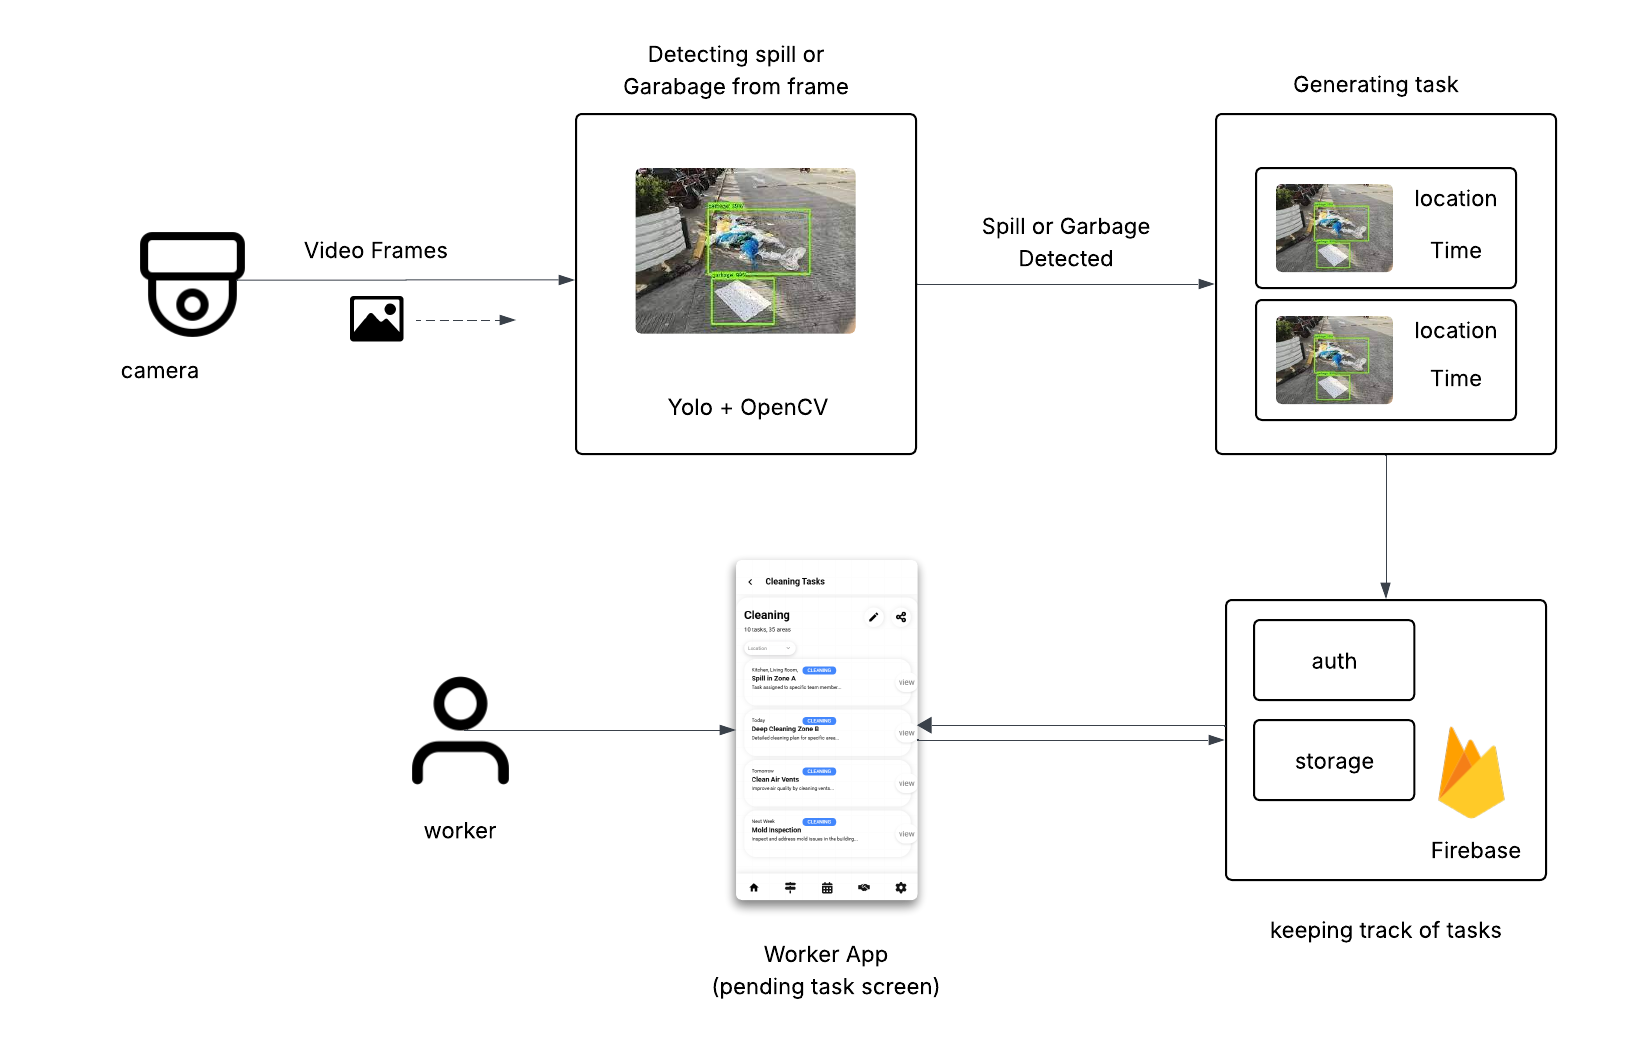 Detecting spill or
Garabage from frame
Generating task
Video Frames
camera
garbage: 99%
Yolo + OpenCV
Spill or Garbage
Detected
location
Time
location
Time
Cleaning Tasks
Cleaning
10 tasks, 35 areas
Location
Kitchen, Living Room, CLEANING
Spill in Zone A
Task assigned to specific team member...
view
Today CLEANING
Deep Cleaning Zone B
Detailed cleaning plan for specific area...
view
Tomorrow CLEANING
Clean Air Vents
Improve air quality by cleaning vents...
view
Next Week CLEANING
Mold Inspection
Inspect and address mold issues in the building...
view
worker
Worker App
(pending task screen)
auth
storage
Firebase
keeping track of tasks